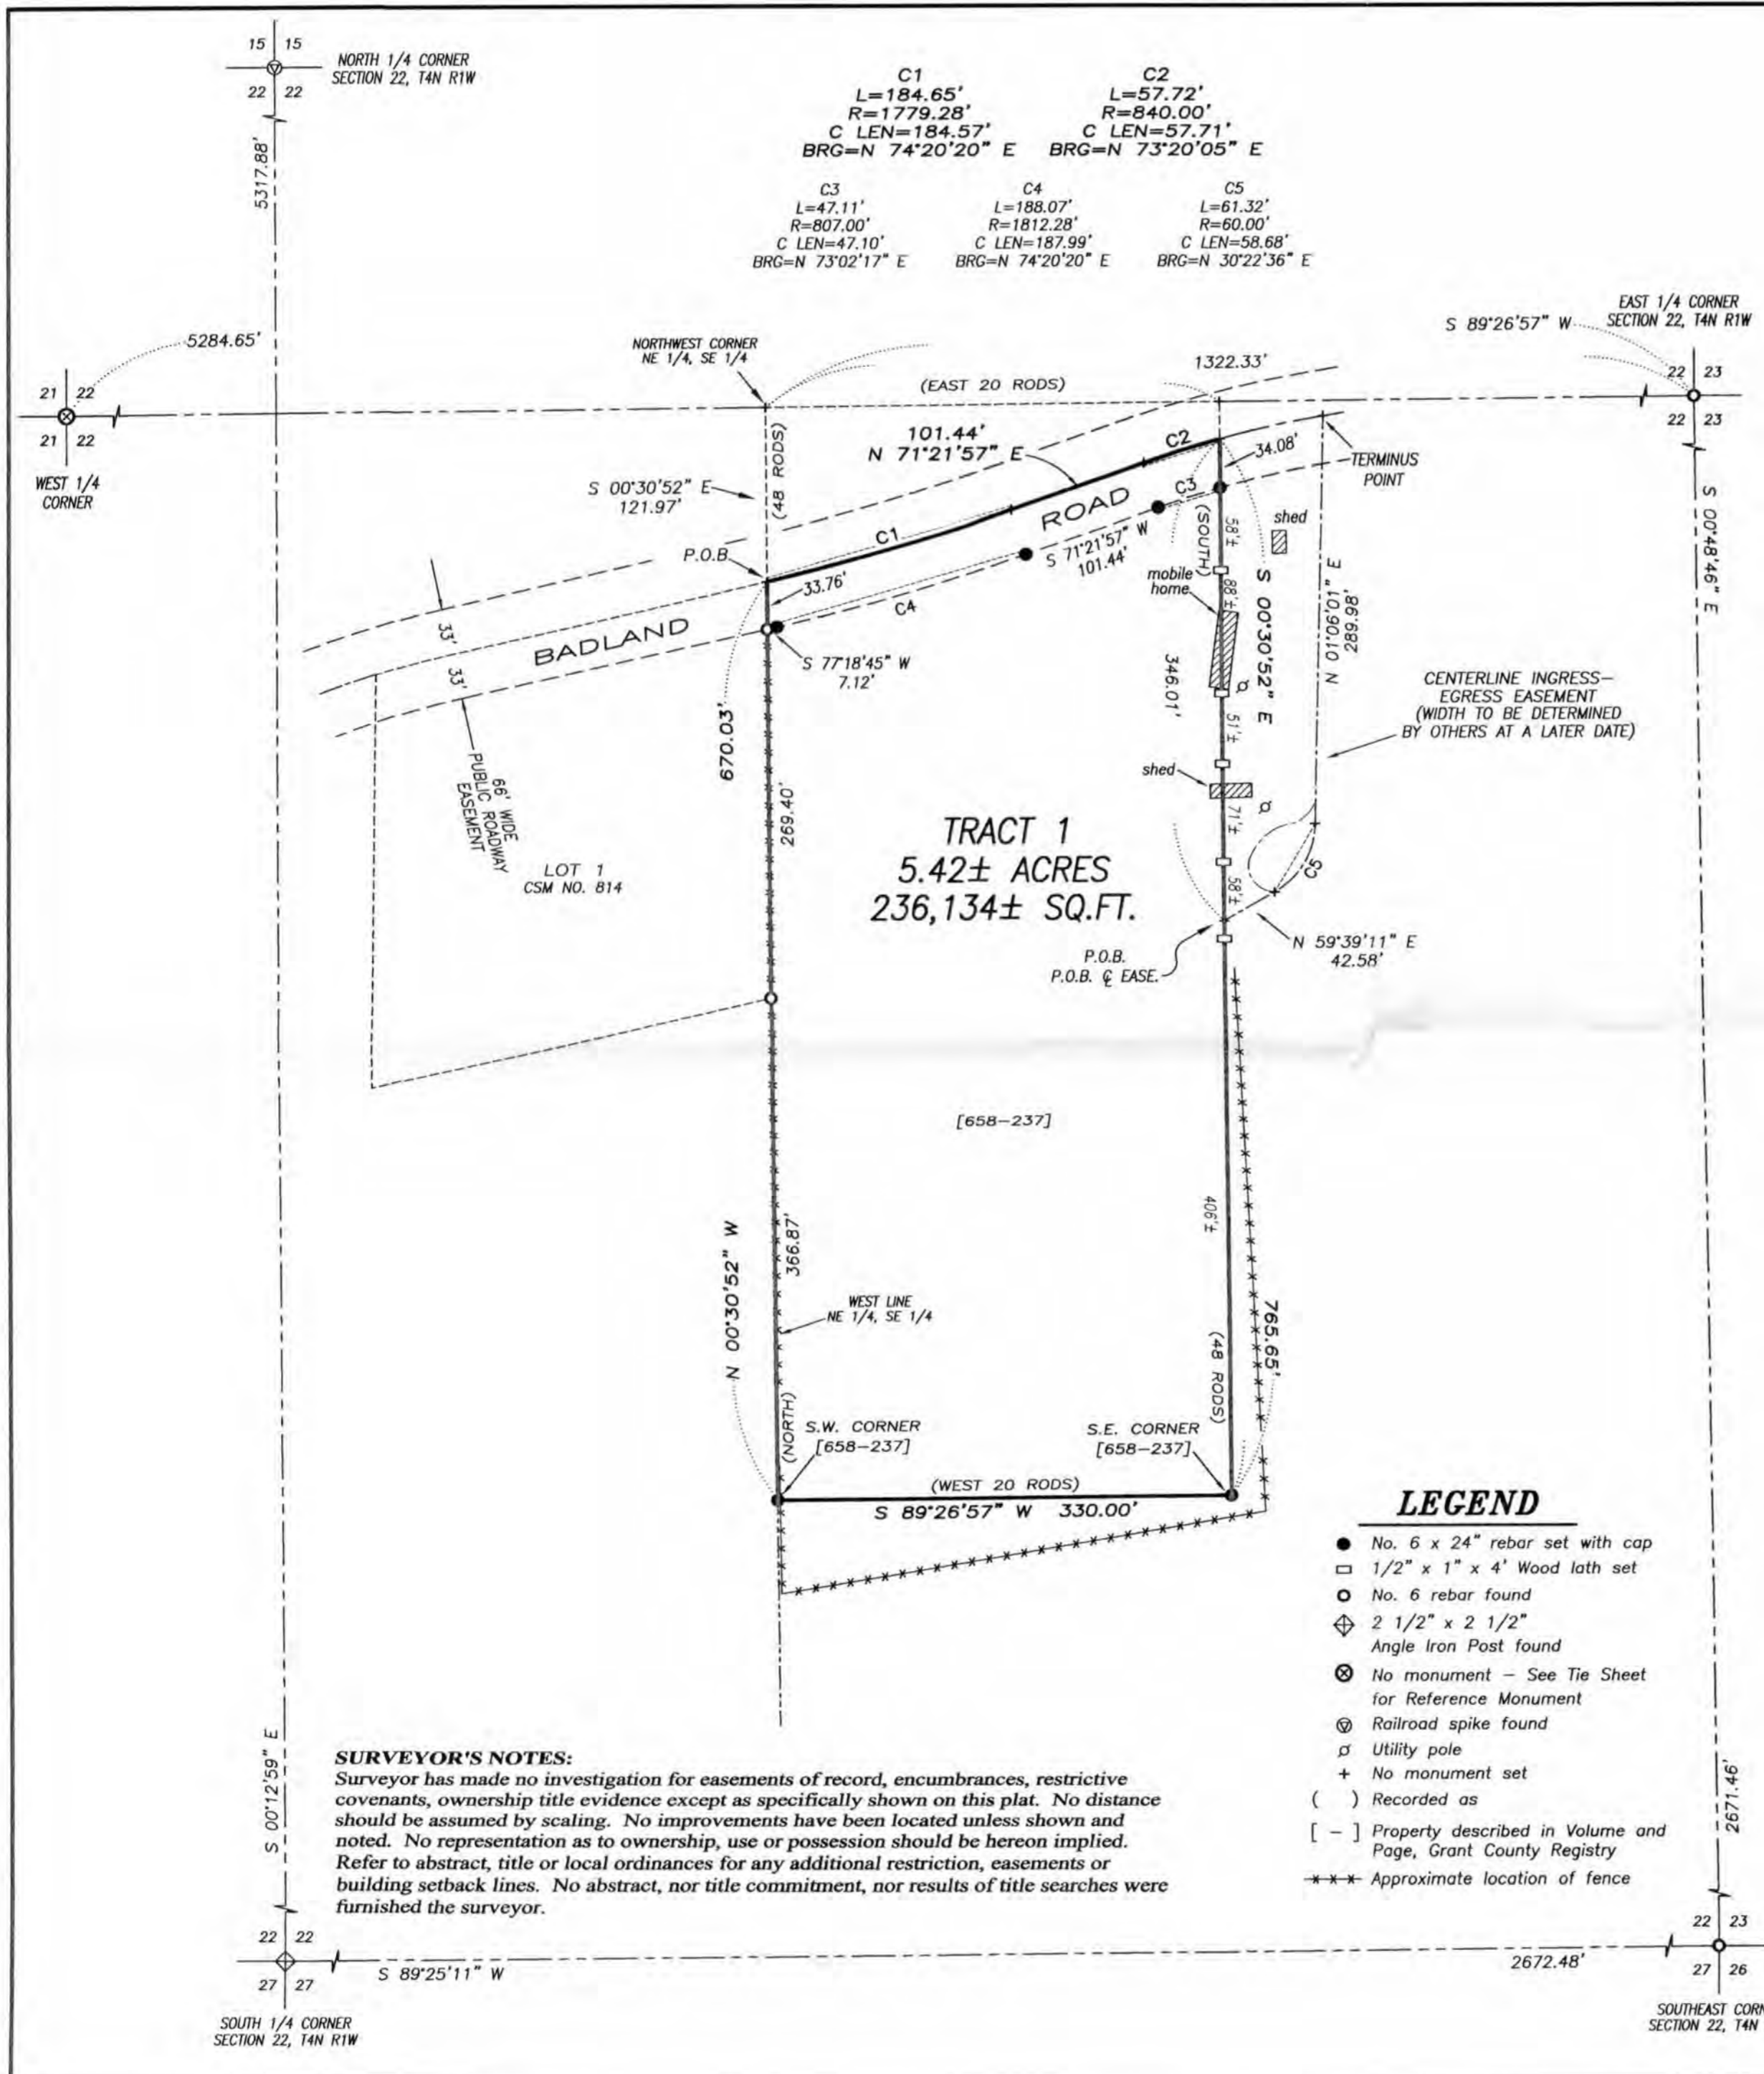 15 15
22 22
NORTH 1/4 CORNER
SECTION 22, T4N R1W
5317.88'
C1
L=184.65'
R=1779.28'
C LEN=184.57'
BRG=N 74°20'20" E
C2
L=57.72'
R=840.00'
C LEN=57.71'
BRG=N 73°20'05" E
C3
L=47.11'
R=807.00'
C LEN=47.10'
BRG=N 73°02'17" E
C4
L=188.07'
R=1812.28'
C LEN=187.99'
BRG=N 74°20'20" E
C5
L=61.32'
R=60.00'
C LEN=58.68'
BRG=N 30°22'36" E
5284.65'
21 22
21 22
WEST 1/4
CORNER
NORTHWEST CORNER
NE 1/4, SE 1/4
(EAST 20 RODS)
1322.33'
S 89°26'57" W
EAST 1/4 CORNER
SECTION 22, T4N R1W
22 23
22 23
S 00°48'46" E
101.44'
N 71°21'57" E
C2
34.08'
TERMINUS
POINT
S 00°30'52" E
121.97'
(48 RODS)
C1
ROAD
C3
(SOUTH)
58'±
shed
P.O.B.
33.76'
S 71°21'57" W
101.44'
mobile
home
88'±
S 00°30'52" E
N 01°06'01" E
289.98'
33'
33'
BADLAND
C4
S 77°18'45" W
7.12'
346.01'
51'±
CENTERLINE INGRESS-
EGRESS EASEMENT
(WIDTH TO BE DETERMINED
BY OTHERS AT A LATER DATE)
66' WIDE
PUBLIC ROADWAY
EASEMENT
670.03'
269.40'
shed
71'±
LOT 1
CSM NO. 814
TRACT 1
5.42± ACRES
236,134± SQ.FT.
C5
58'±
N 59°39'11" E
42.58'
P.O.B.
P.O.B. ℄ EASE.
[658-237]
N 00°30'52" W
366.87'
406'±
WEST LINE
NE 1/4, SE 1/4
765.65'
(48 RODS)
(NORTH)
S.W. CORNER
[658-237]
S.E. CORNER
[658-237]
(WEST 20 RODS)
S 89°26'57" W 330.00'
LEGEND
No. 6 x 24" rebar set with cap
1/2" x 1" x 4' Wood lath set
No. 6 rebar found
2 1/2" x 2 1/2"
Angle Iron Post found
No monument - See Tie Sheet
for Reference Monument
Railroad spike found
Utility pole
+ No monument set
( ) Recorded as
[ - ] Property described in Volume and
Page, Grant County Registry
Approximate location of fence
S 00°12'59" E
2671.46'
SURVEYOR'S NOTES:
Surveyor has made no investigation for easements of record, encumbrances, restrictive
covenants, ownership title evidence except as specifically shown on this plat. No distance
should be assumed by scaling. No improvements have been located unless shown and
noted. No representation as to ownership, use or possession should be hereon implied.
Refer to abstract, title or local ordinances for any additional restriction, easements or
building setback lines. No abstract, nor title commitment, nor results of title searches were
furnished the surveyor.
22 22
27 27
S 89°25'11" W
2672.48'
22 23
27 26
SOUTH 1/4 CORNER
SECTION 22, T4N R1W
SOUTHEAST CORN
SECTION 22, T4N